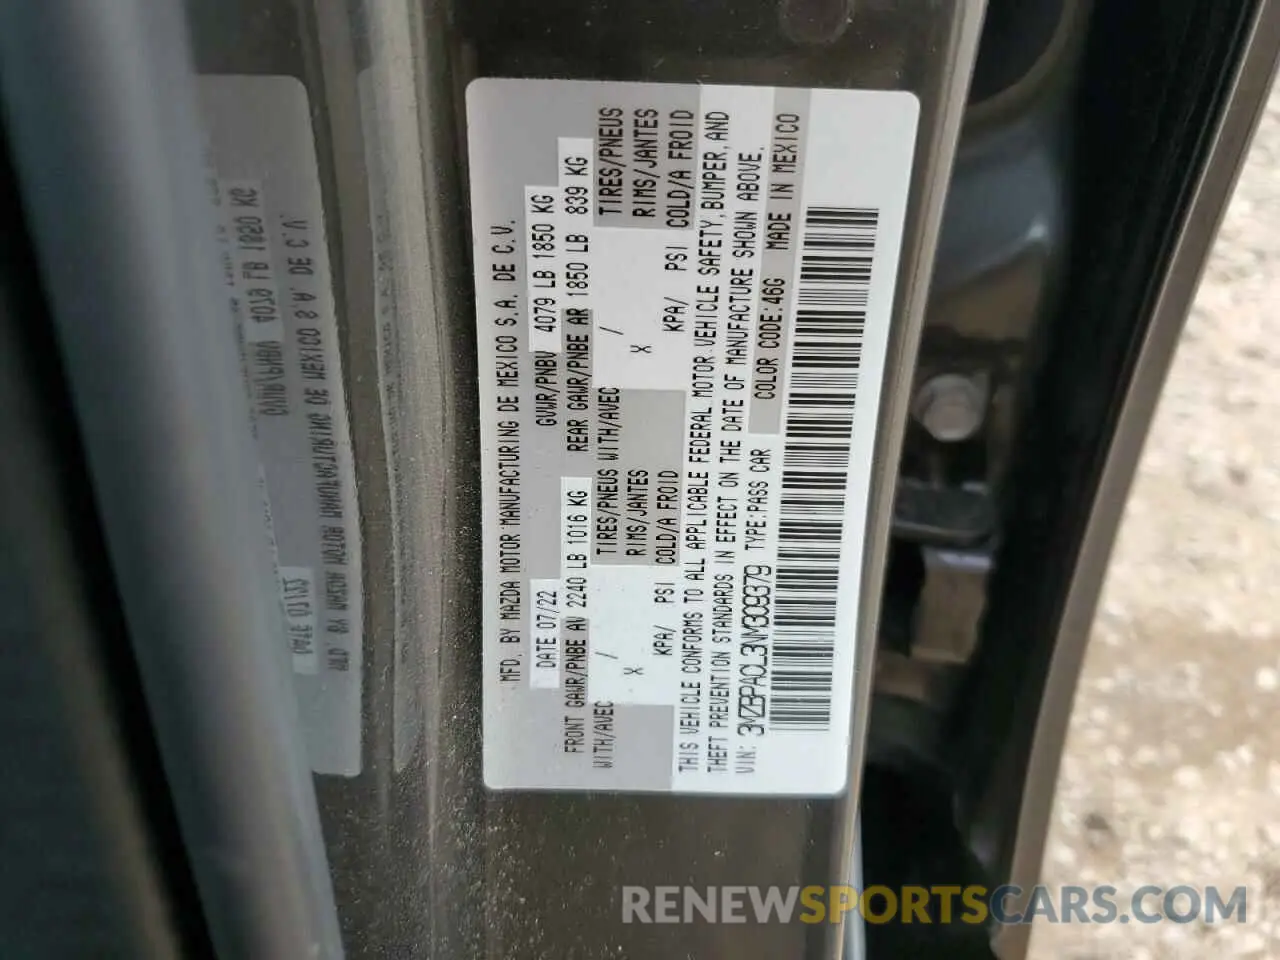 MFD. BY MAZDA MOTOR MANUFACTURING DE MEXICO S.A. DE C.V.
DATE 07/22 GVWR/PNBV 4079 LB 1850 KG
FRONT GAWR/PNBE AV 2240 LB 1016 KG REAR GAWR/PNBE AR 1850 LB 839 KG
WITH/AVEC / TIRES/PNEUS WITH/AVEC / TIRES/PNEUS
X RIMS/JANTES X RIMS/JANTES
KPA/ PSI COLD/A FROID KPA/ PSI COLD/A FROID
THIS VEHICLE CONFORMS TO ALL APPLICABLE FEDERAL MOTOR VEHICLE SAFETY, BUMPER, AND
THEFT PREVENTION STANDARDS IN EFFECT ON THE DATE OF MANUFACTURE SHOWN ABOVE.
VIN: 3MZBPACL3NM309379 TYPE:PASS CAR COLOR CODE:46G MADE IN MEXICO
RENEWSPORTSCARS.COM